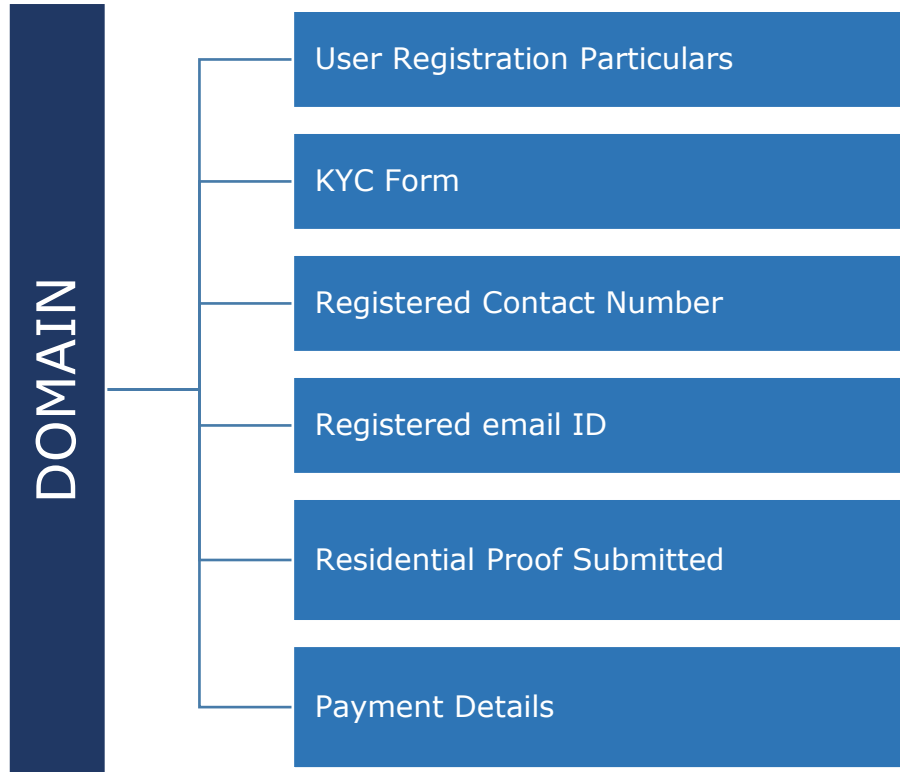 DOMAIN
User Registration Particulars
KYC Form
Registered Contact Number
Registered email ID
Residential Proof Submitted
Payment Details